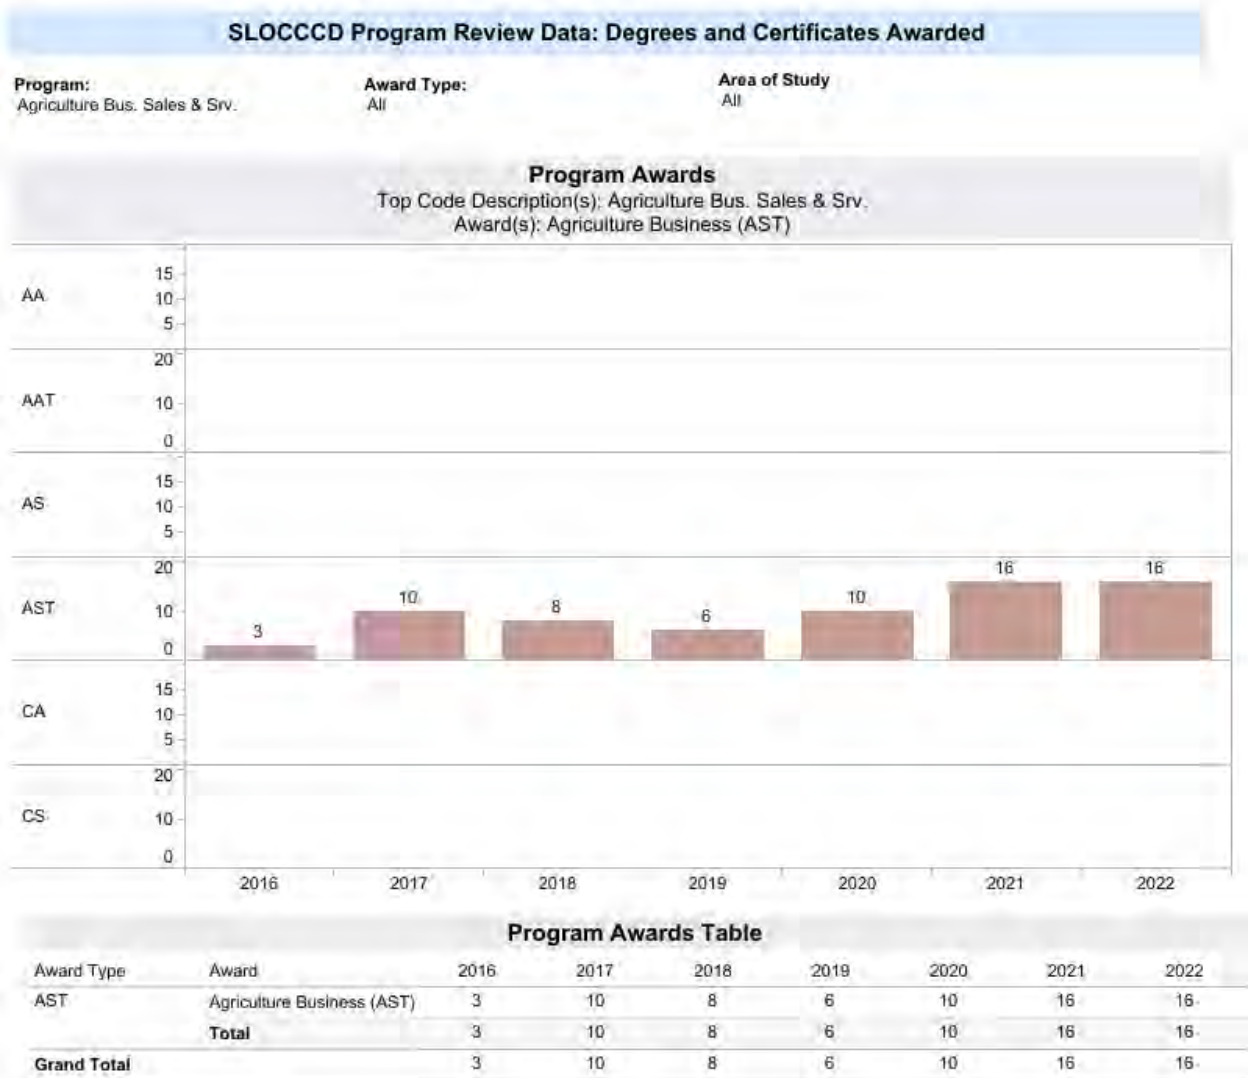 SLOCCCD Program Review Data: Degrees and Certificates Awarded
Program: Award Type: Area of Study
Agriculture Bus. Sales & Srv. All All
Program Awards
Top Code Description(s): Agriculture Bus. Sales & Srv.
Award(s): Agriculture Business (AST)
15
AA 10
5
20
AAT 10
0
15
AS 10
5
20 16 16
AST 10 3 10 8 6 10
0
15
CA 10
5
20
CS 10
0
2016 2017 2018 2019 2020 2021 2022
Program Awards Table
Award Type Award 2016 2017 2018 2019 2020 2021 2022
AST Agriculture Business (AST) 3 10 8 6 10 16 16
Total 3 10 8 6 10 16 16
Grand Total 3 10 8 6 10 16 16